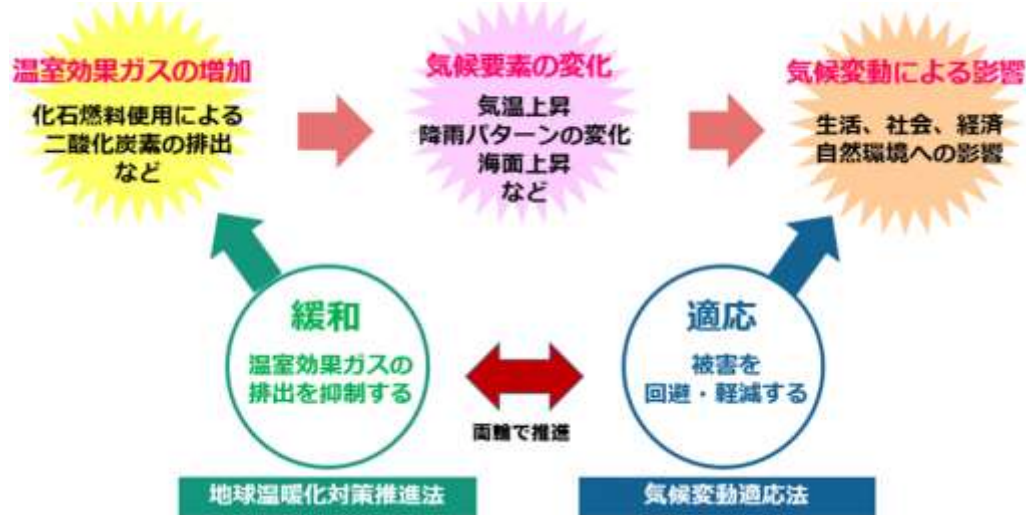 温室効果ガスの増加
化石燃料使用による
二酸化炭素の排出
など
気候要素の変化
気温上昇
降雨パターンの変化
海面上昇
など
気候変動による影響
生活、社会、経済
自然環境への影響
緩和
温室効果ガスの
排出を抑制する
適応
被害を
回避・軽減する
両輪で推進
地球温暖化対策推進法
気候変動適応法